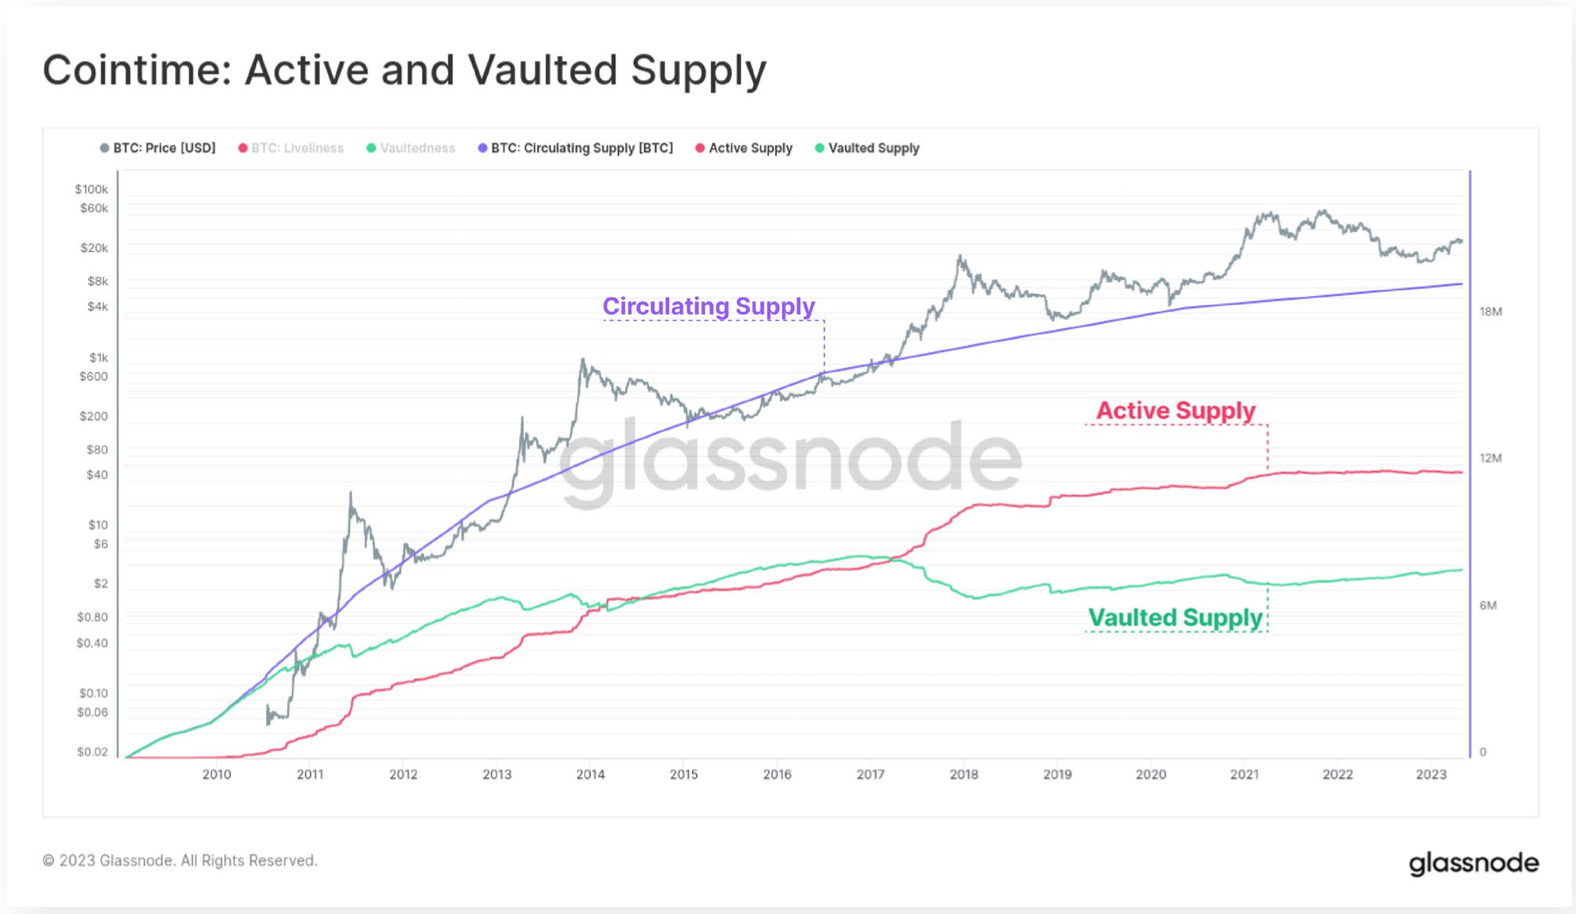 Cointime: Active and Vaulted Supply
BTC: Price [USD] BTC: Liveliness Vaultedness BTC: Circulating Supply [BTC] Active Supply Vaulted Supply
$100k
$60k
$20k
$8k
$4k
$1k
$600
$200
$80
$40
$10
$6
$2
$0.80
$0.40
$0.10
$0.06
$0.02
Circulating Supply
Active Supply
Vaulted Supply
glassnode
18M
12M
6M
0
2010 2011 2012 2013 2014 2015 2016 2017 2018 2019 2020 2021 2022 2023
© 2023 Glassnode. All Rights Reserved.
glassnode